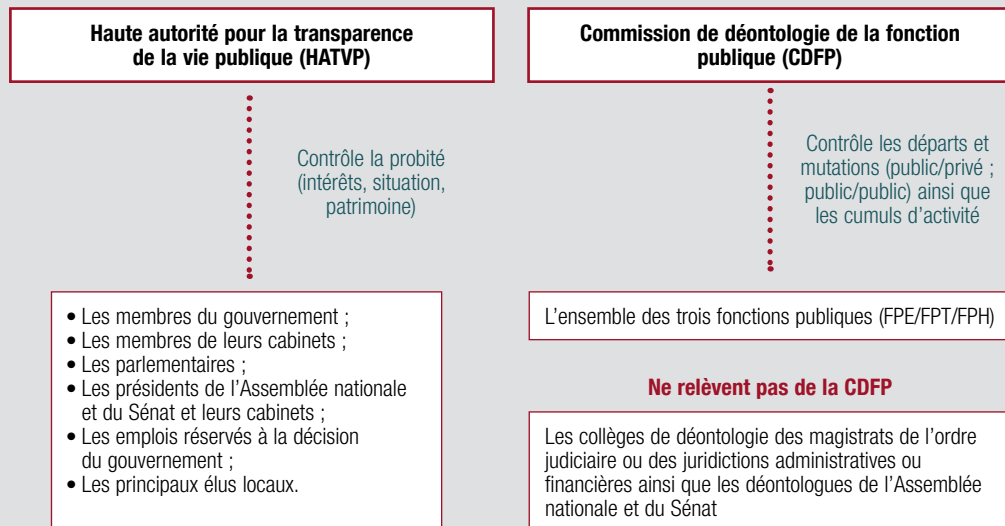 Haute autorité pour la transparence
de la vie publique (HATVP)
Contrôle la probité
(intérêts, situation,
patrimoine)
• Les membres du gouvernement ;
• Les membres de leurs cabinets ;
• Les parlementaires ;
• Les présidents de l’Assemblée nationale
et du Sénat et leurs cabinets ;
• Les emplois réservés à la décision
du gouvernement ;
• Les principaux élus locaux.
Commission de déontologie de la fonction
publique (CDFP)
Contrôle les départs et
mutations (public/privé ;
public/public) ainsi que
les cumuls d’activité
L’ensemble des trois fonctions publiques (FPE/FPT/FPH)
Ne relèvent pas de la CDFP
Les collèges de déontologie des magistrats de l’ordre
judiciaire ou des juridictions administratives ou
financières ainsi que les déontologues de l’Assemblée
nationale et du Sénat